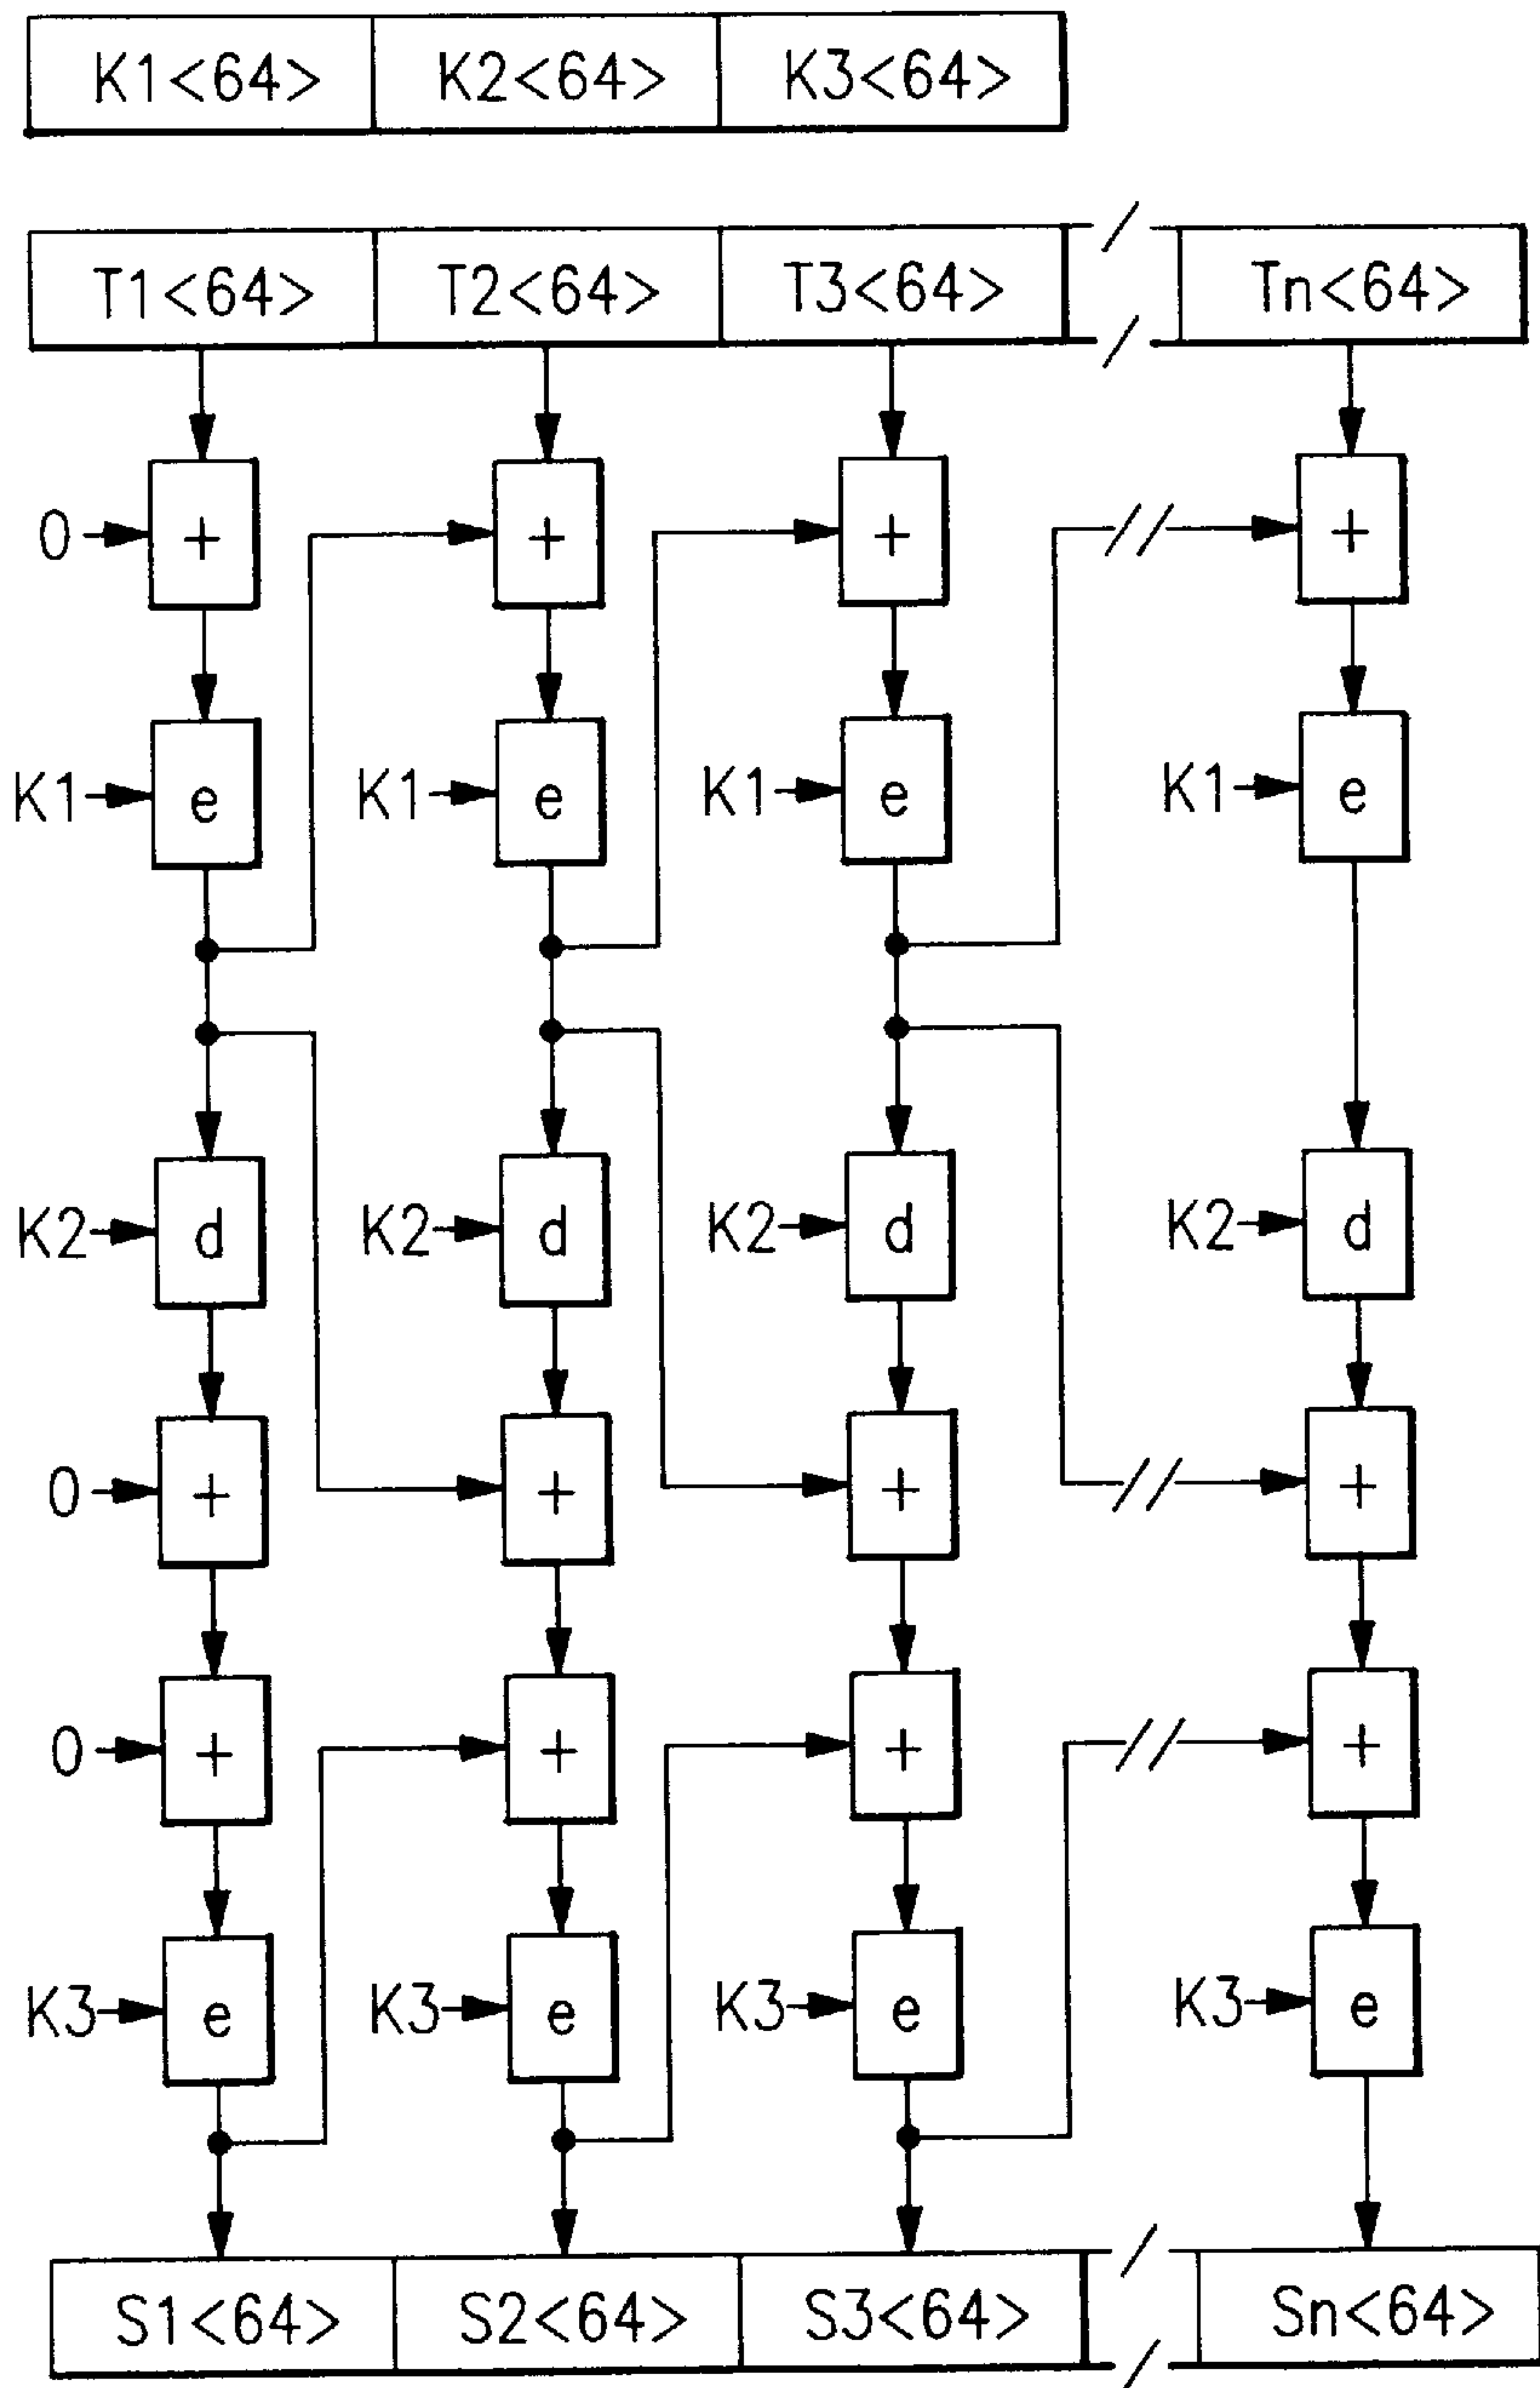 K1<64> K2<64> K3<64>
T1<64> T2<64> T3<64> Tn<64>
0 + + + +
K1 e K1 e K1 e K1 e
K2 d K2 d K2 d K2 d
0 + + + +
0 + + + +
K3 e K3 e K3 e K3 e
S1<64> S2<64> S3<64> Sn<64>